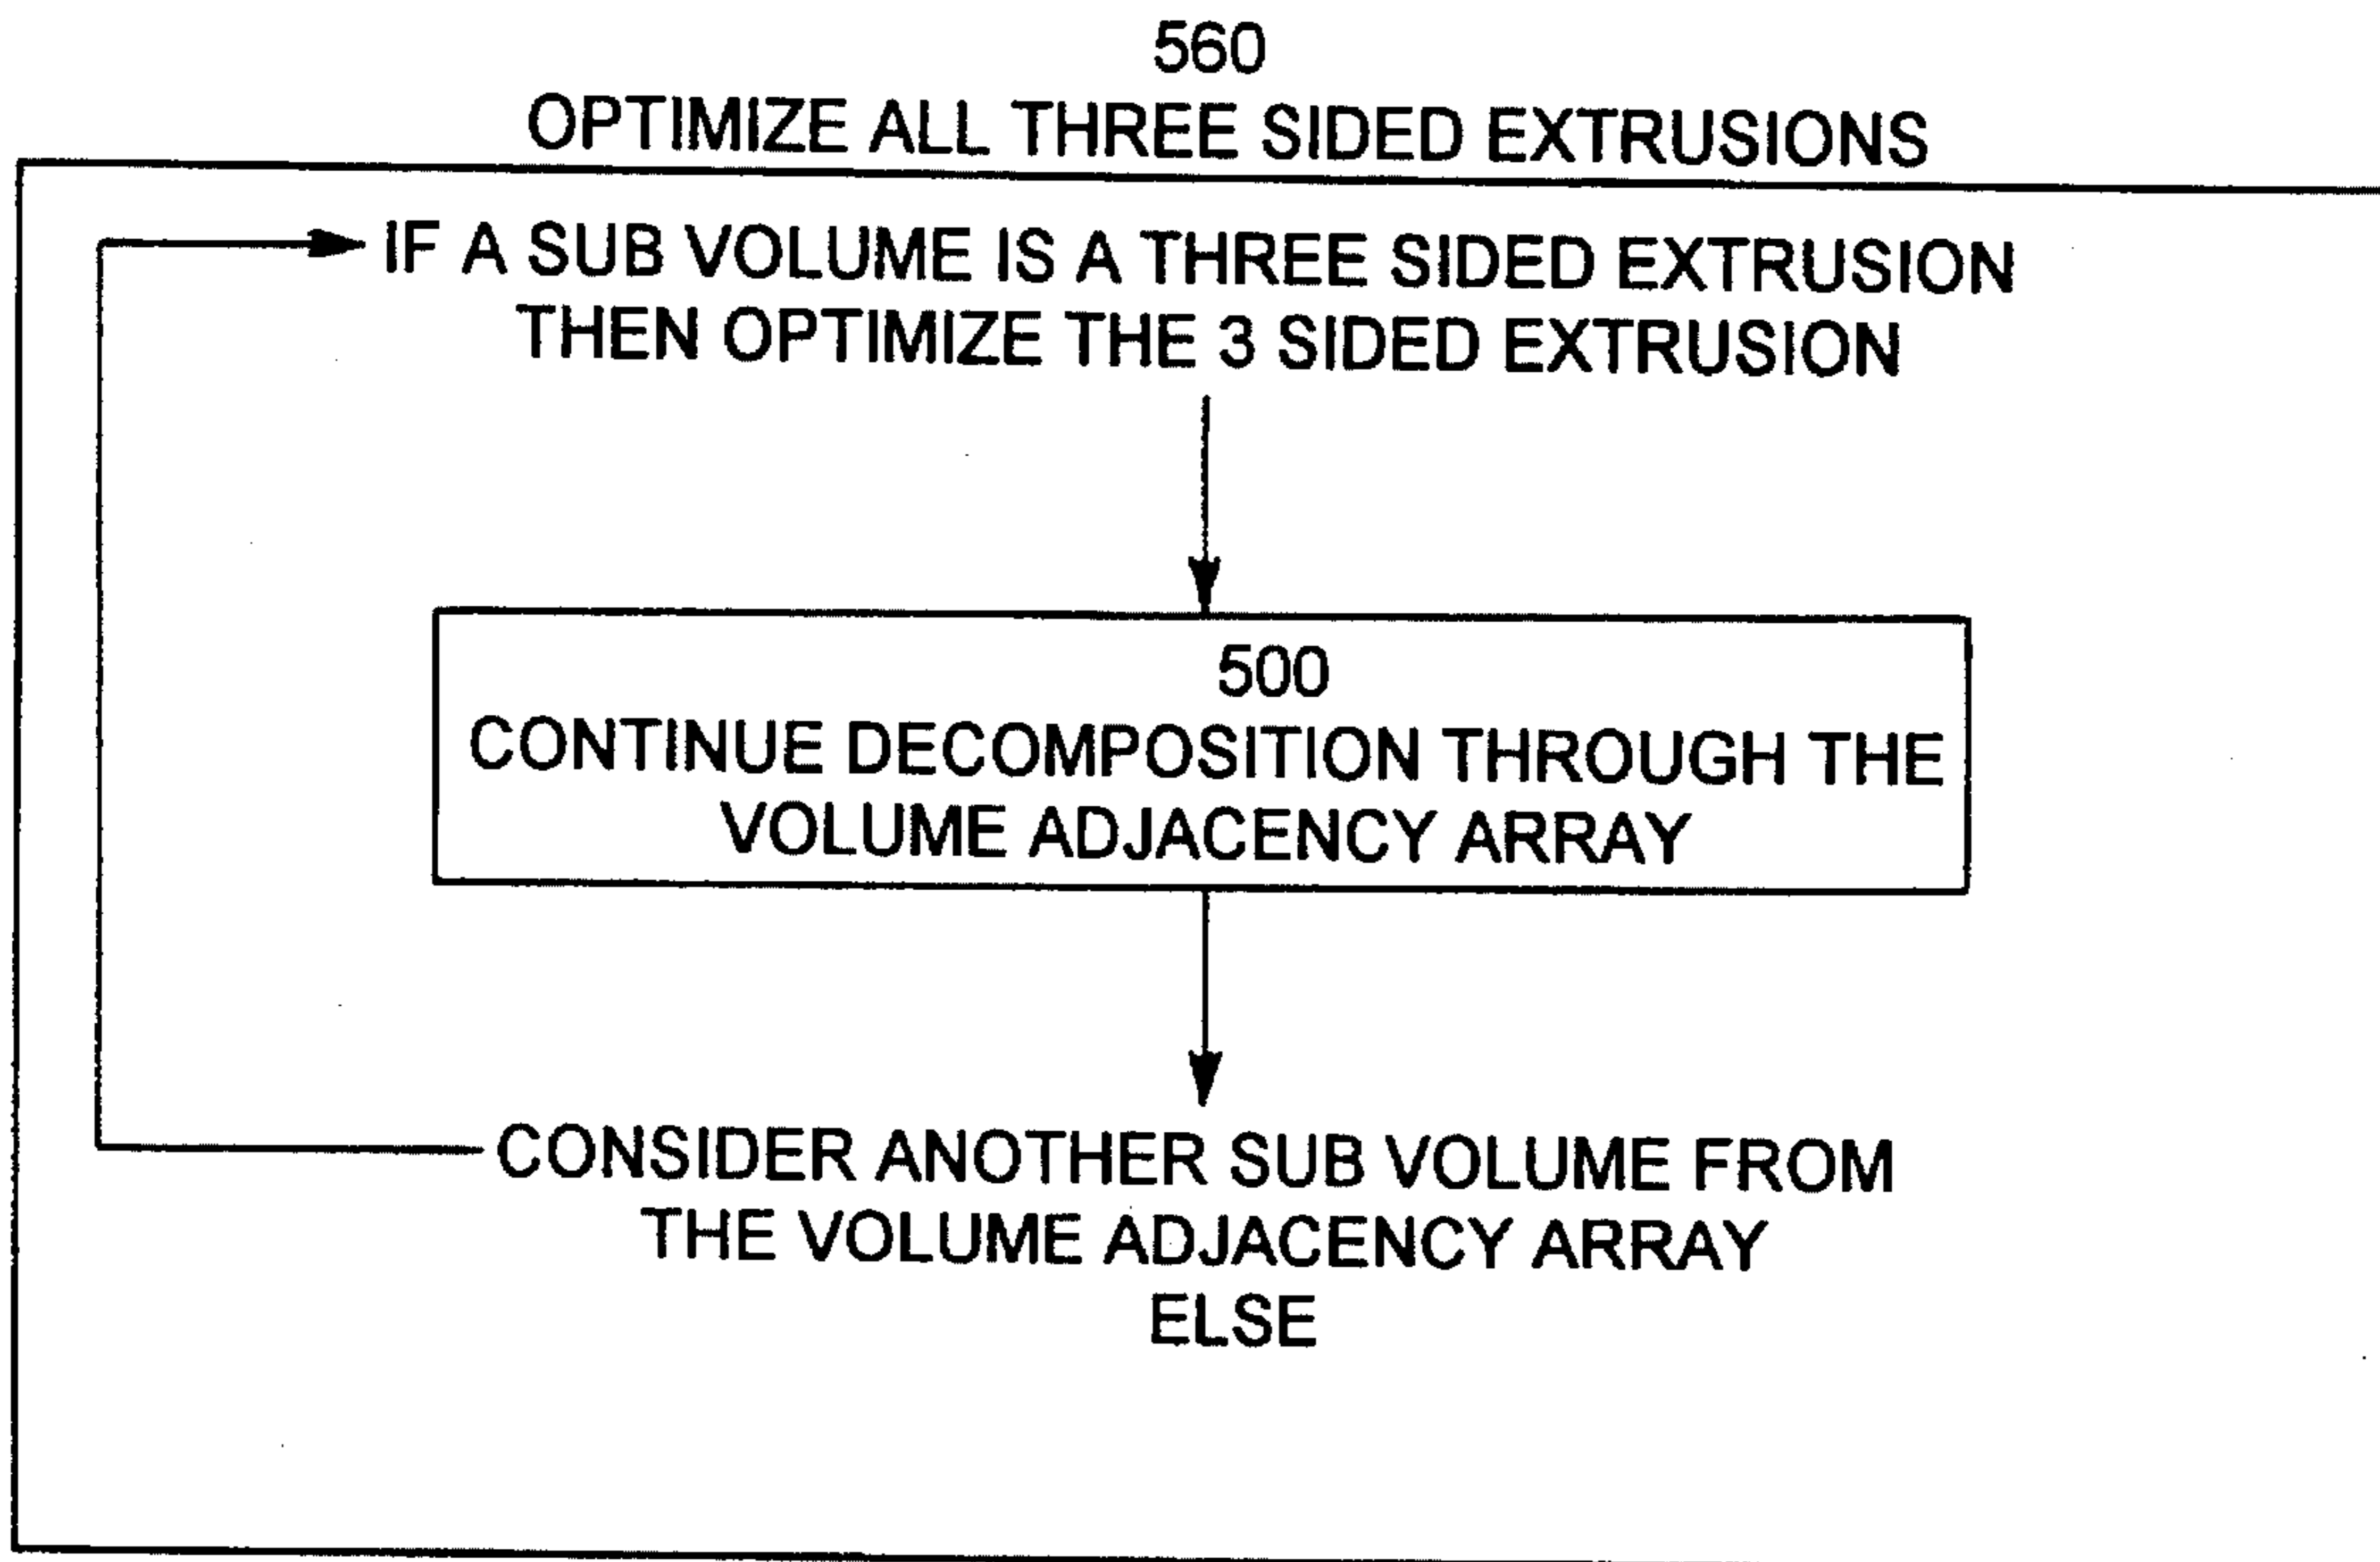 560
OPTIMIZE ALL THREE SIDED EXTRUSIONS
IF A SUB VOLUME IS A THREE SIDED EXTRUSION
THEN OPTIMIZE THE 3 SIDED EXTRUSION
500
CONTINUE DECOMPOSITION THROUGH THE
VOLUME ADJACENCY ARRAY
CONSIDER ANOTHER SUB VOLUME FROM
THE VOLUME ADJACENCY ARRAY
ELSE